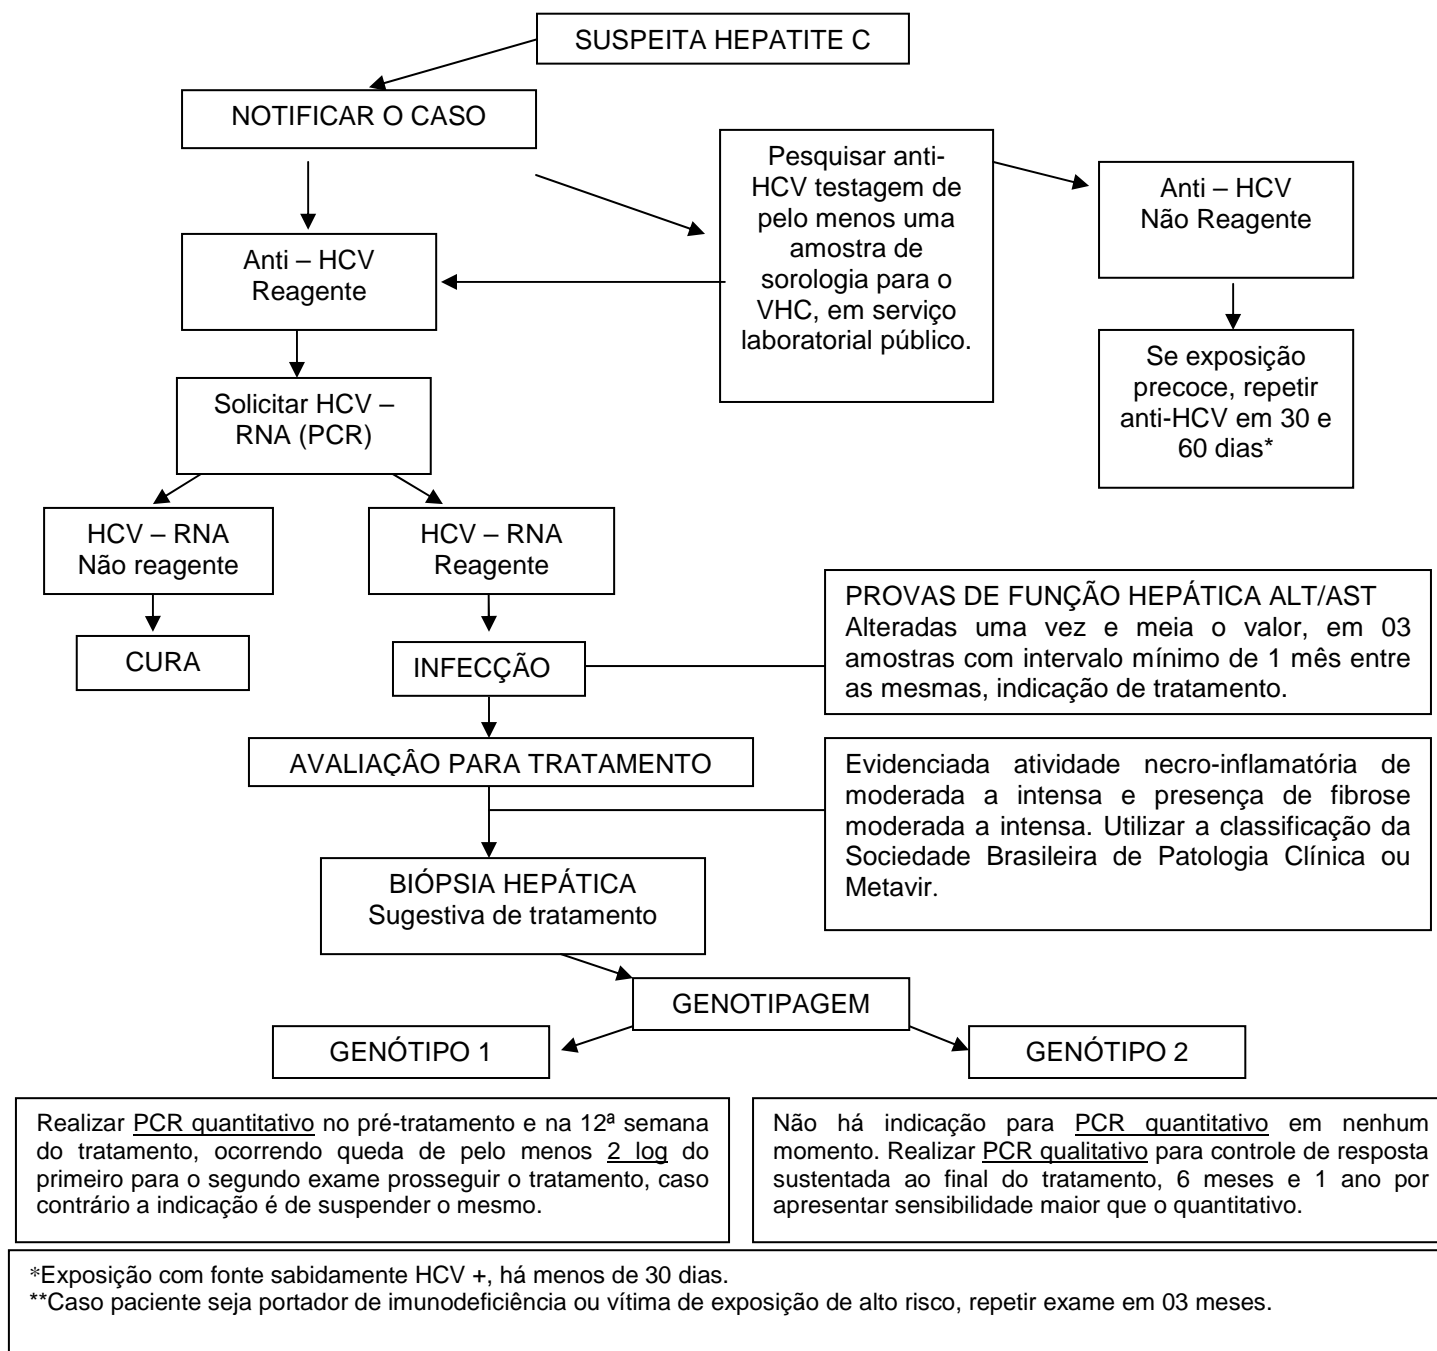 SUSPEITA HEPATITE C
NOTIFICAR O CASO
Pesquisar anti-
HCV testagem de
pelo menos uma
amostra de
sorologia para o
VHC, em serviço
laboratorial público.
Anti – HCV
Não Reagente
Anti – HCV
Reagente
Se exposição
precoce, repetir
anti-HCV em 30 e
60 dias*
Solicitar HCV –
RNA (PCR)
HCV – RNA
Não reagente
HCV – RNA
Reagente
CURA
INFECÇÃO
PROVAS DE FUNÇÃO HEPÁTICA ALT/AST
Alteradas uma vez e meia o valor, em 03
amostras com intervalo mínimo de 1 mês entre
as mesmas, indicação de tratamento.
AVALIAÇÃO PARA TRATAMENTO
Evidenciada atividade necro-inflamatória de
moderada a intensa e presença de fibrose
moderada a intensa. Utilizar a classificação da
Sociedade Brasileira de Patologia Clínica ou
Metavir.
BIÓPSIA HEPÁTICA
Sugestiva de tratamento
GENOTIPAGEM
GENÓTIPO 1
GENÓTIPO 2
Realizar PCR quantitativo no pré-tratamento e na 12ª semana
do tratamento, ocorrendo queda de pelo menos 2 log do
primeiro para o segundo exame prosseguir o tratamento, caso
contrário a indicação é de suspender o mesmo.
Não há indicação para PCR quantitativo em nenhum
momento. Realizar PCR qualitativo para controle de resposta
sustentada ao final do tratamento, 6 meses e 1 ano por
apresentar sensibilidade maior que o quantitativo.
*Exposição com fonte sabidamente HCV +, há menos de 30 dias.
**Caso paciente seja portador de imunodeficiência ou vítima de exposição de alto risco, repetir exame em 03 meses.